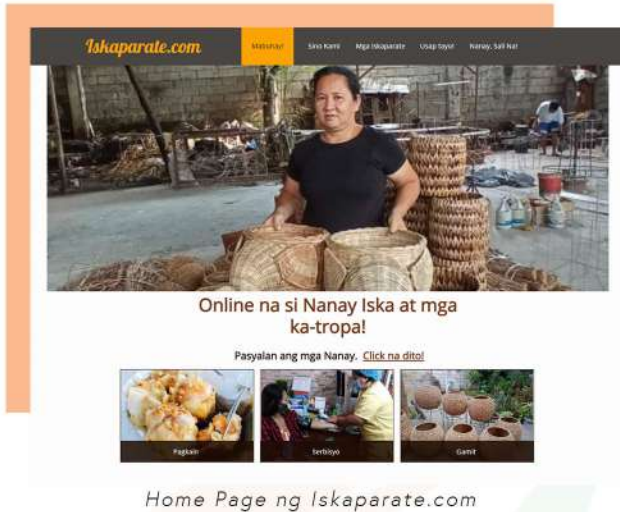 Iskaparate.com
Mabuhay!
Sino Kami
Mga Iskaparate
Usap tayo!
Nanay, Sali Na!
Online na si Nanay Iska at mga
ka-tropa!
Pasyalan ang mga Nanay. Click na dito!
Pagkain
Serbisyo
Gamit
Home Page ng Iskaparate.com